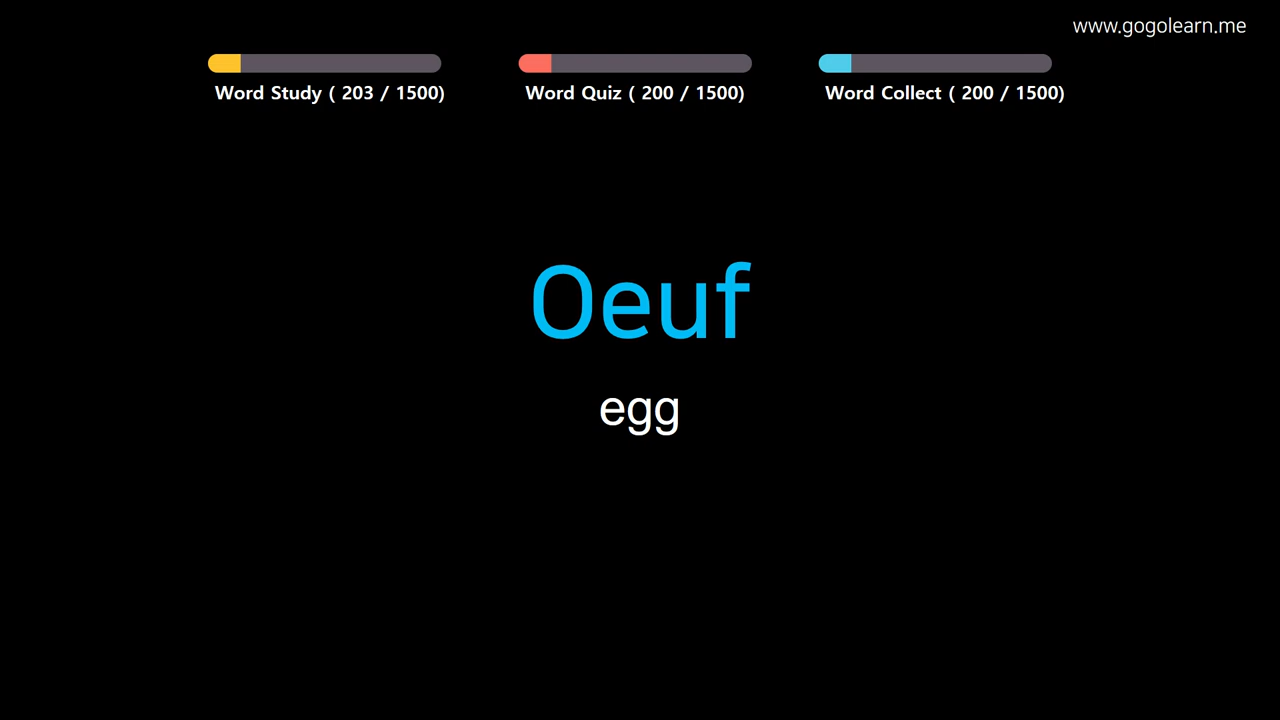 www.gogolearn.me
Word Study ( 203 / 1500)
Word Quiz ( 200 / 1500)
Word Collect ( 200 / 1500)
Oeuf
egg